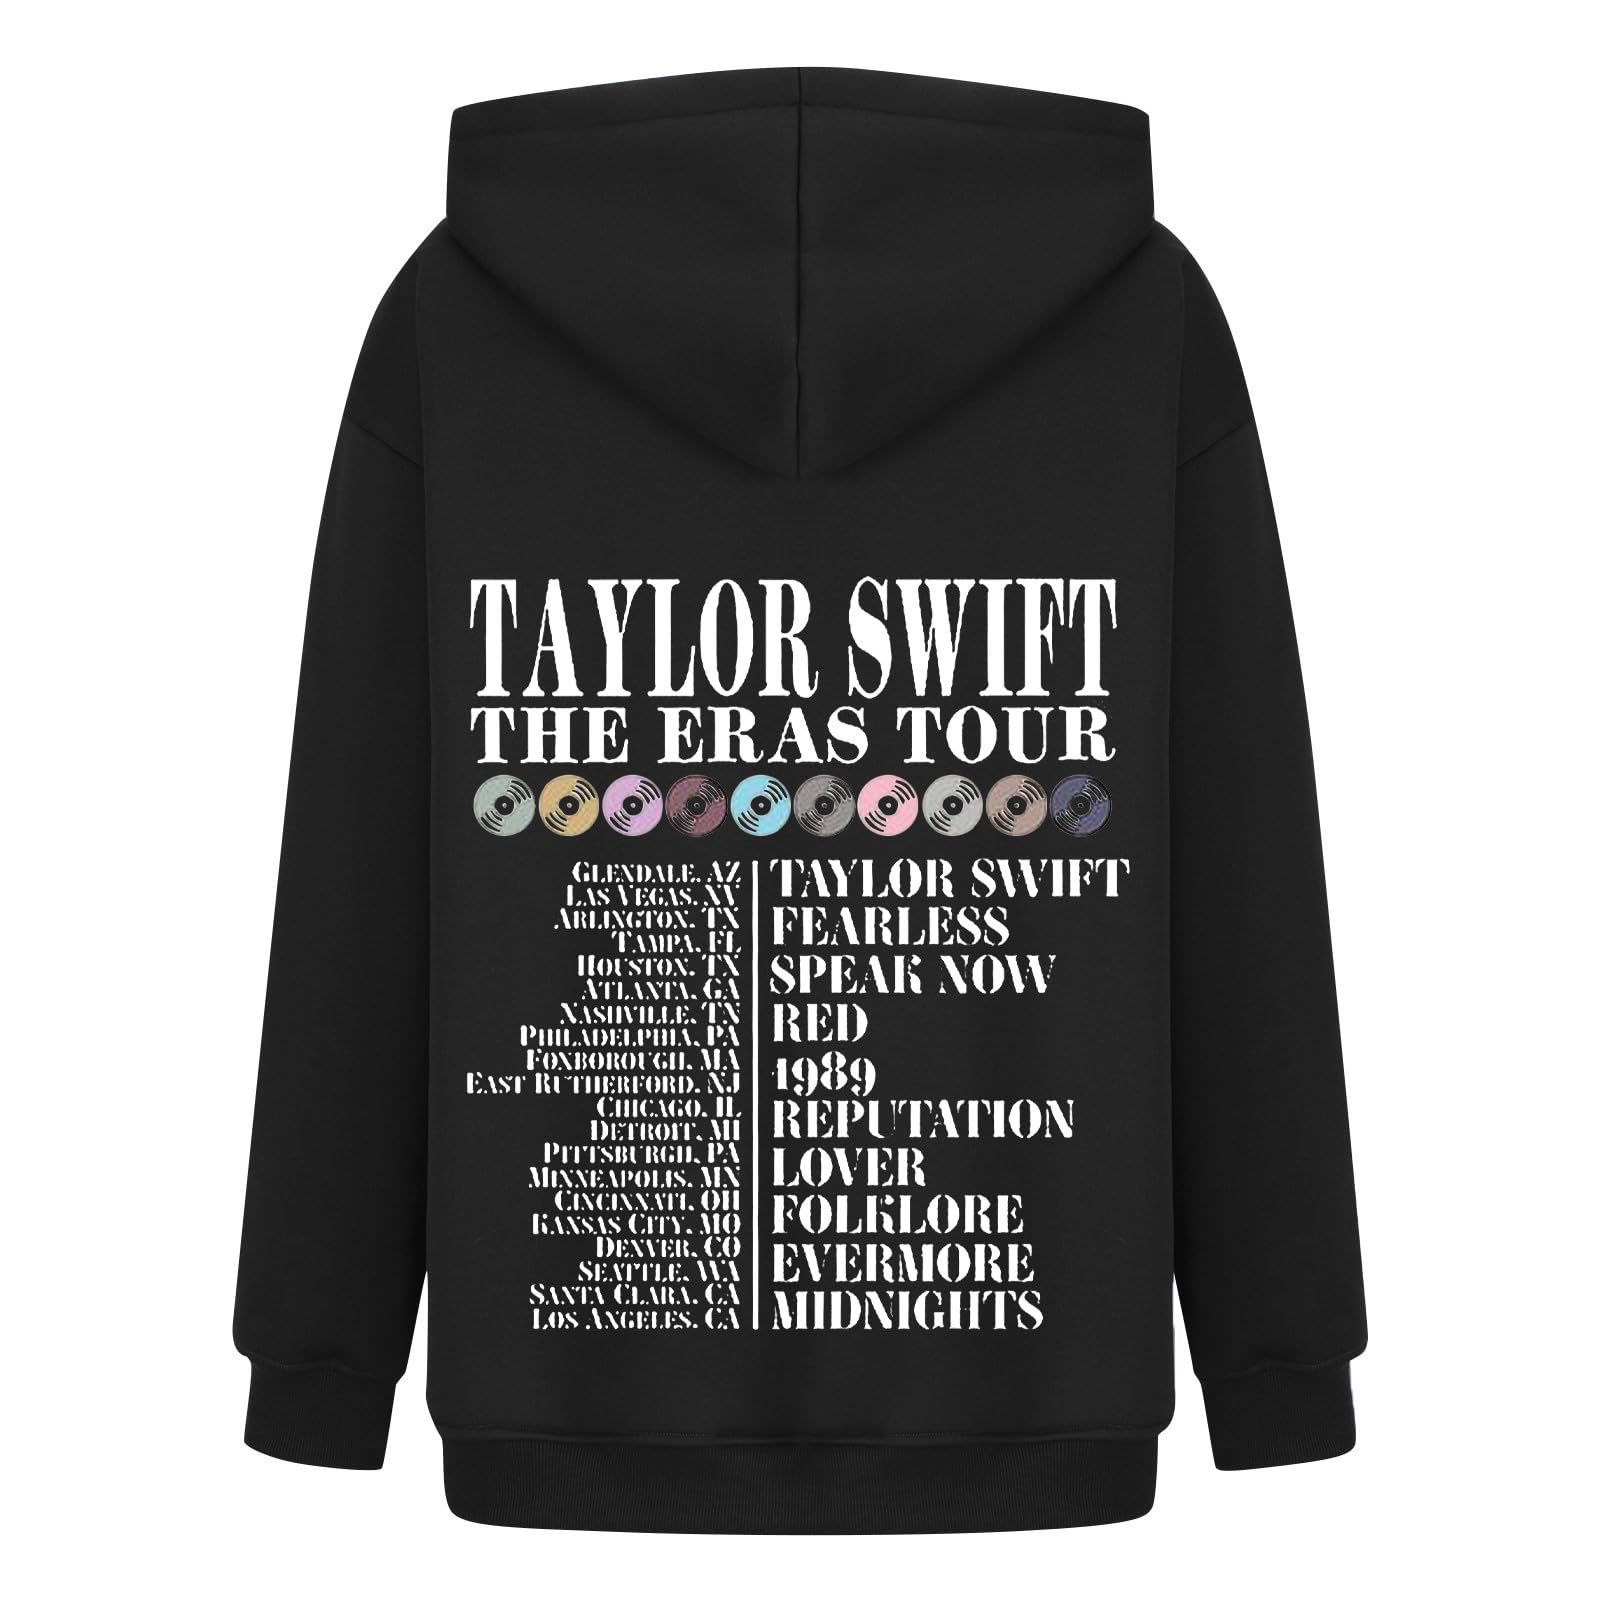 TAYLOR SWIFT
THE ERAS TOUR
GLENDALE, AZ
LAS VEGAS, NV
ARLINGTON, TX
TAMPA, FL
HOUSTON, TX
ATLANTA, GA
NASHVILLE, TN
PHILADELPHIA, PA
FOXBOROUGH, MA
EAST RUTHERFORD, NJ
CHICAGO, IL
DETROIT, MI
PITTSBURGH, PA
MINNEAPOLIS, MN
CINCINNATI, OH
KANSAS CITY, MO
DENVER, CO
SEATTLE, WA
SANTA CLARA, CA
LOS ANGELES, CA
TAYLOR SWIFT
FEARLESS
SPEAK NOW
RED
1989
REPUTATION
LOVER
FOLKLORE
EVERMORE
MIDNIGHTS